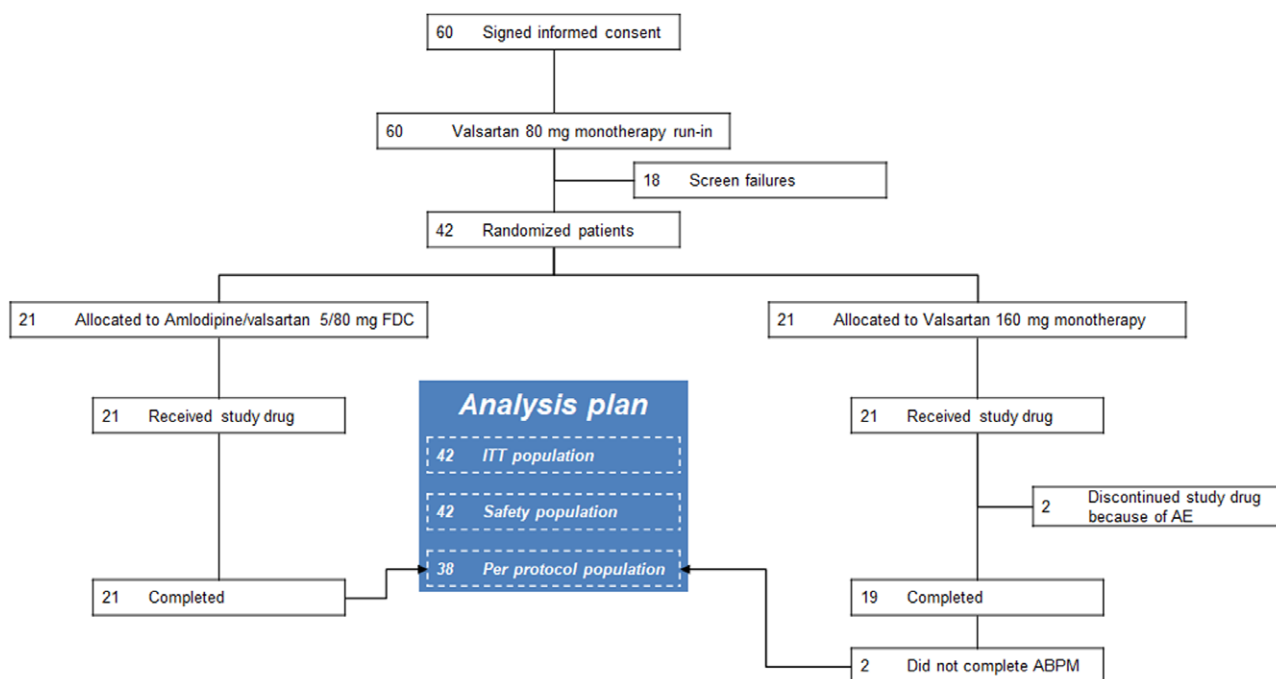 60 Signed informed consent
60 Valsartan 80 mg monotherapy run-in
18 Screen failures
42 Randomized patients
21 Allocated to Amlodipine/valsartan 5/80 mg FDC
21 Allocated to Valsartan 160 mg monotherapy
21 Received study drug
Analysis plan
42 ITT population
42 Safety population
38 Per protocol population
21 Received study drug
2 Discontinued study drug
because of AE
21 Completed
19 Completed
2 Did not complete ABPM